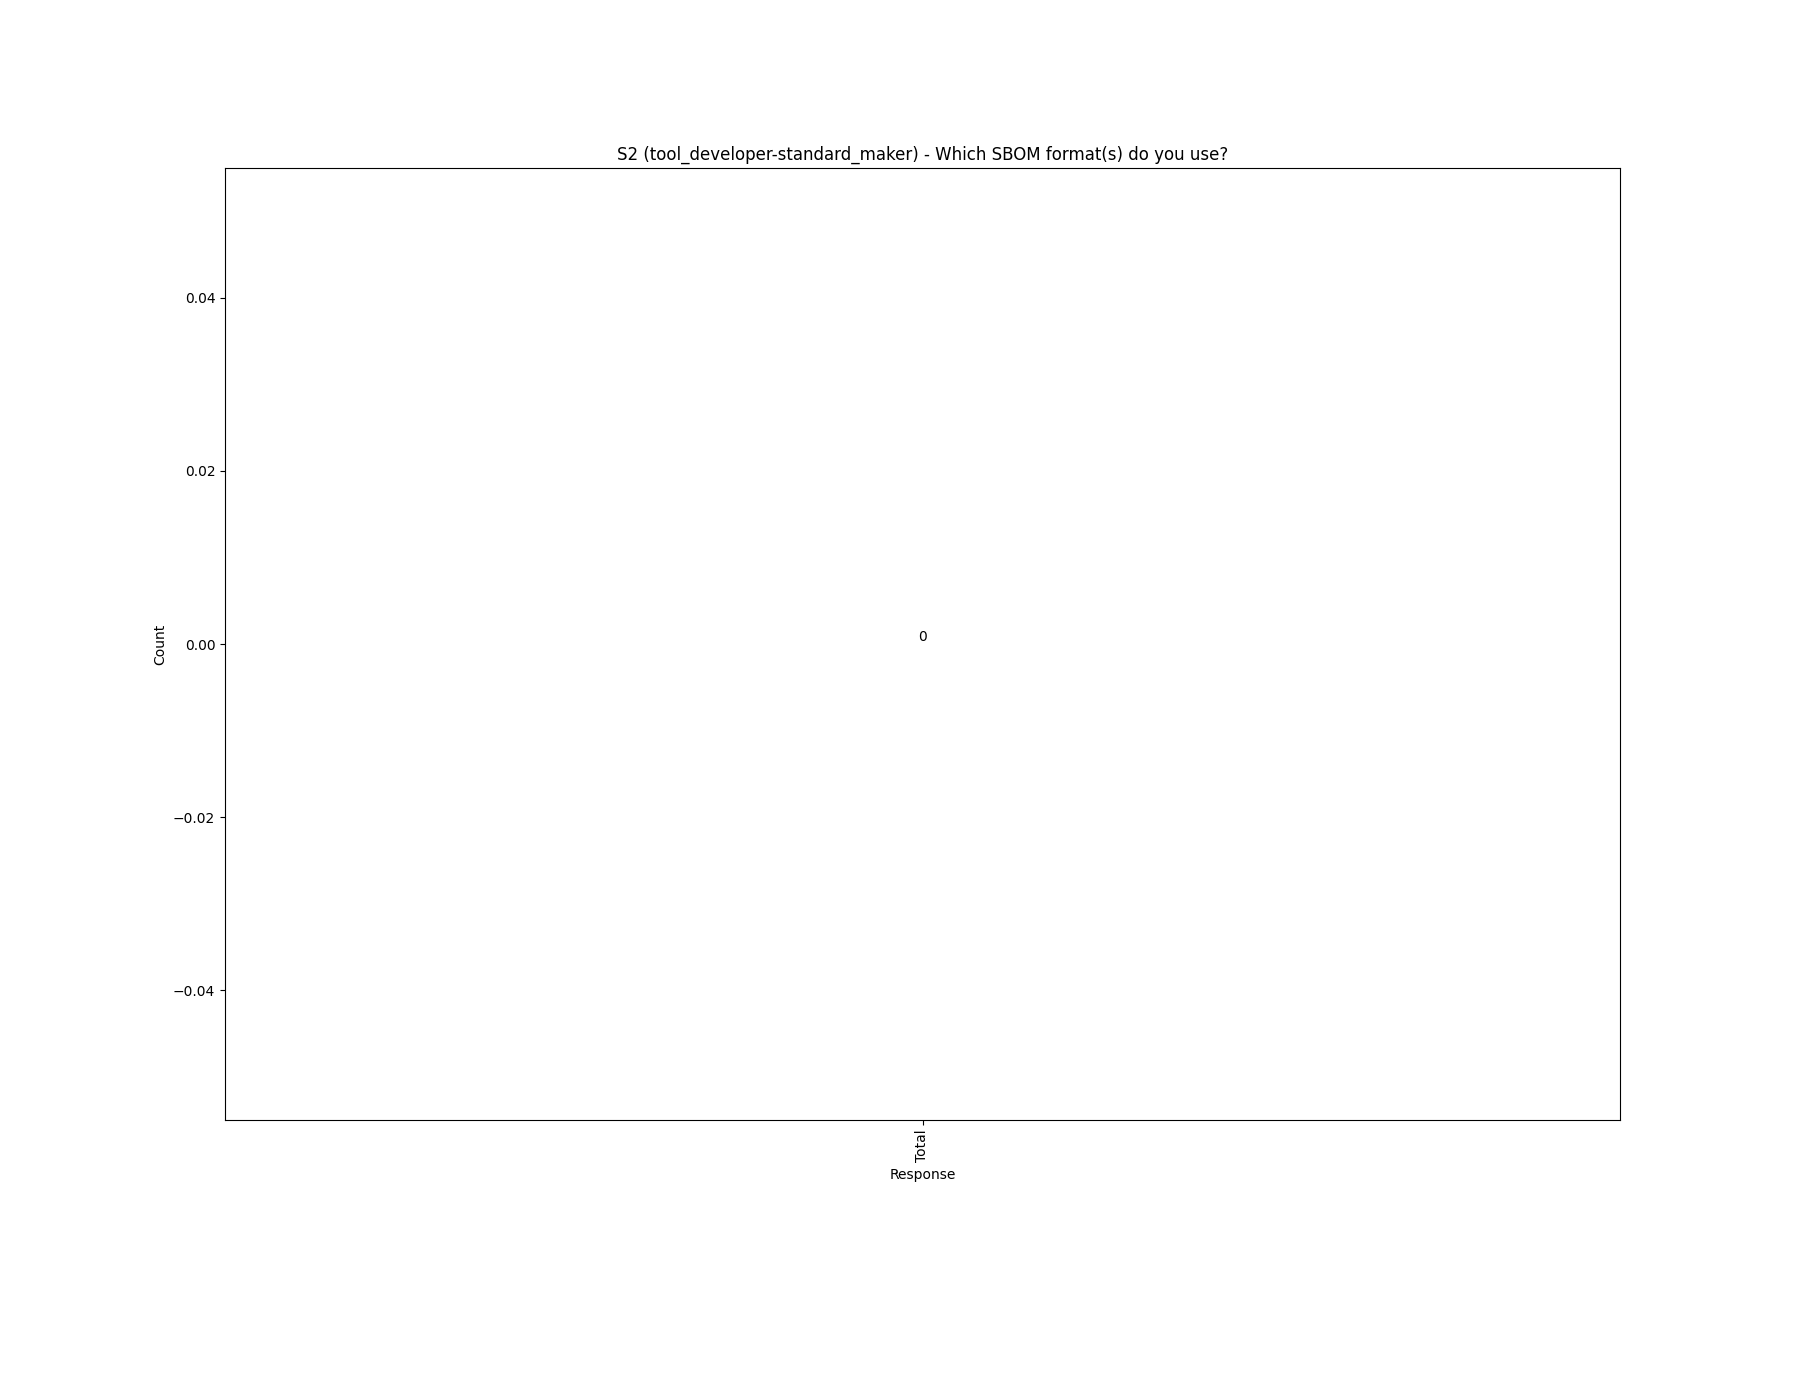 S2 (tool_developer-standard_maker) - Which SBOM format(s) do you use?
0.04
0.02
0.00
−0.02
−0.04
Count
0
Total
Response